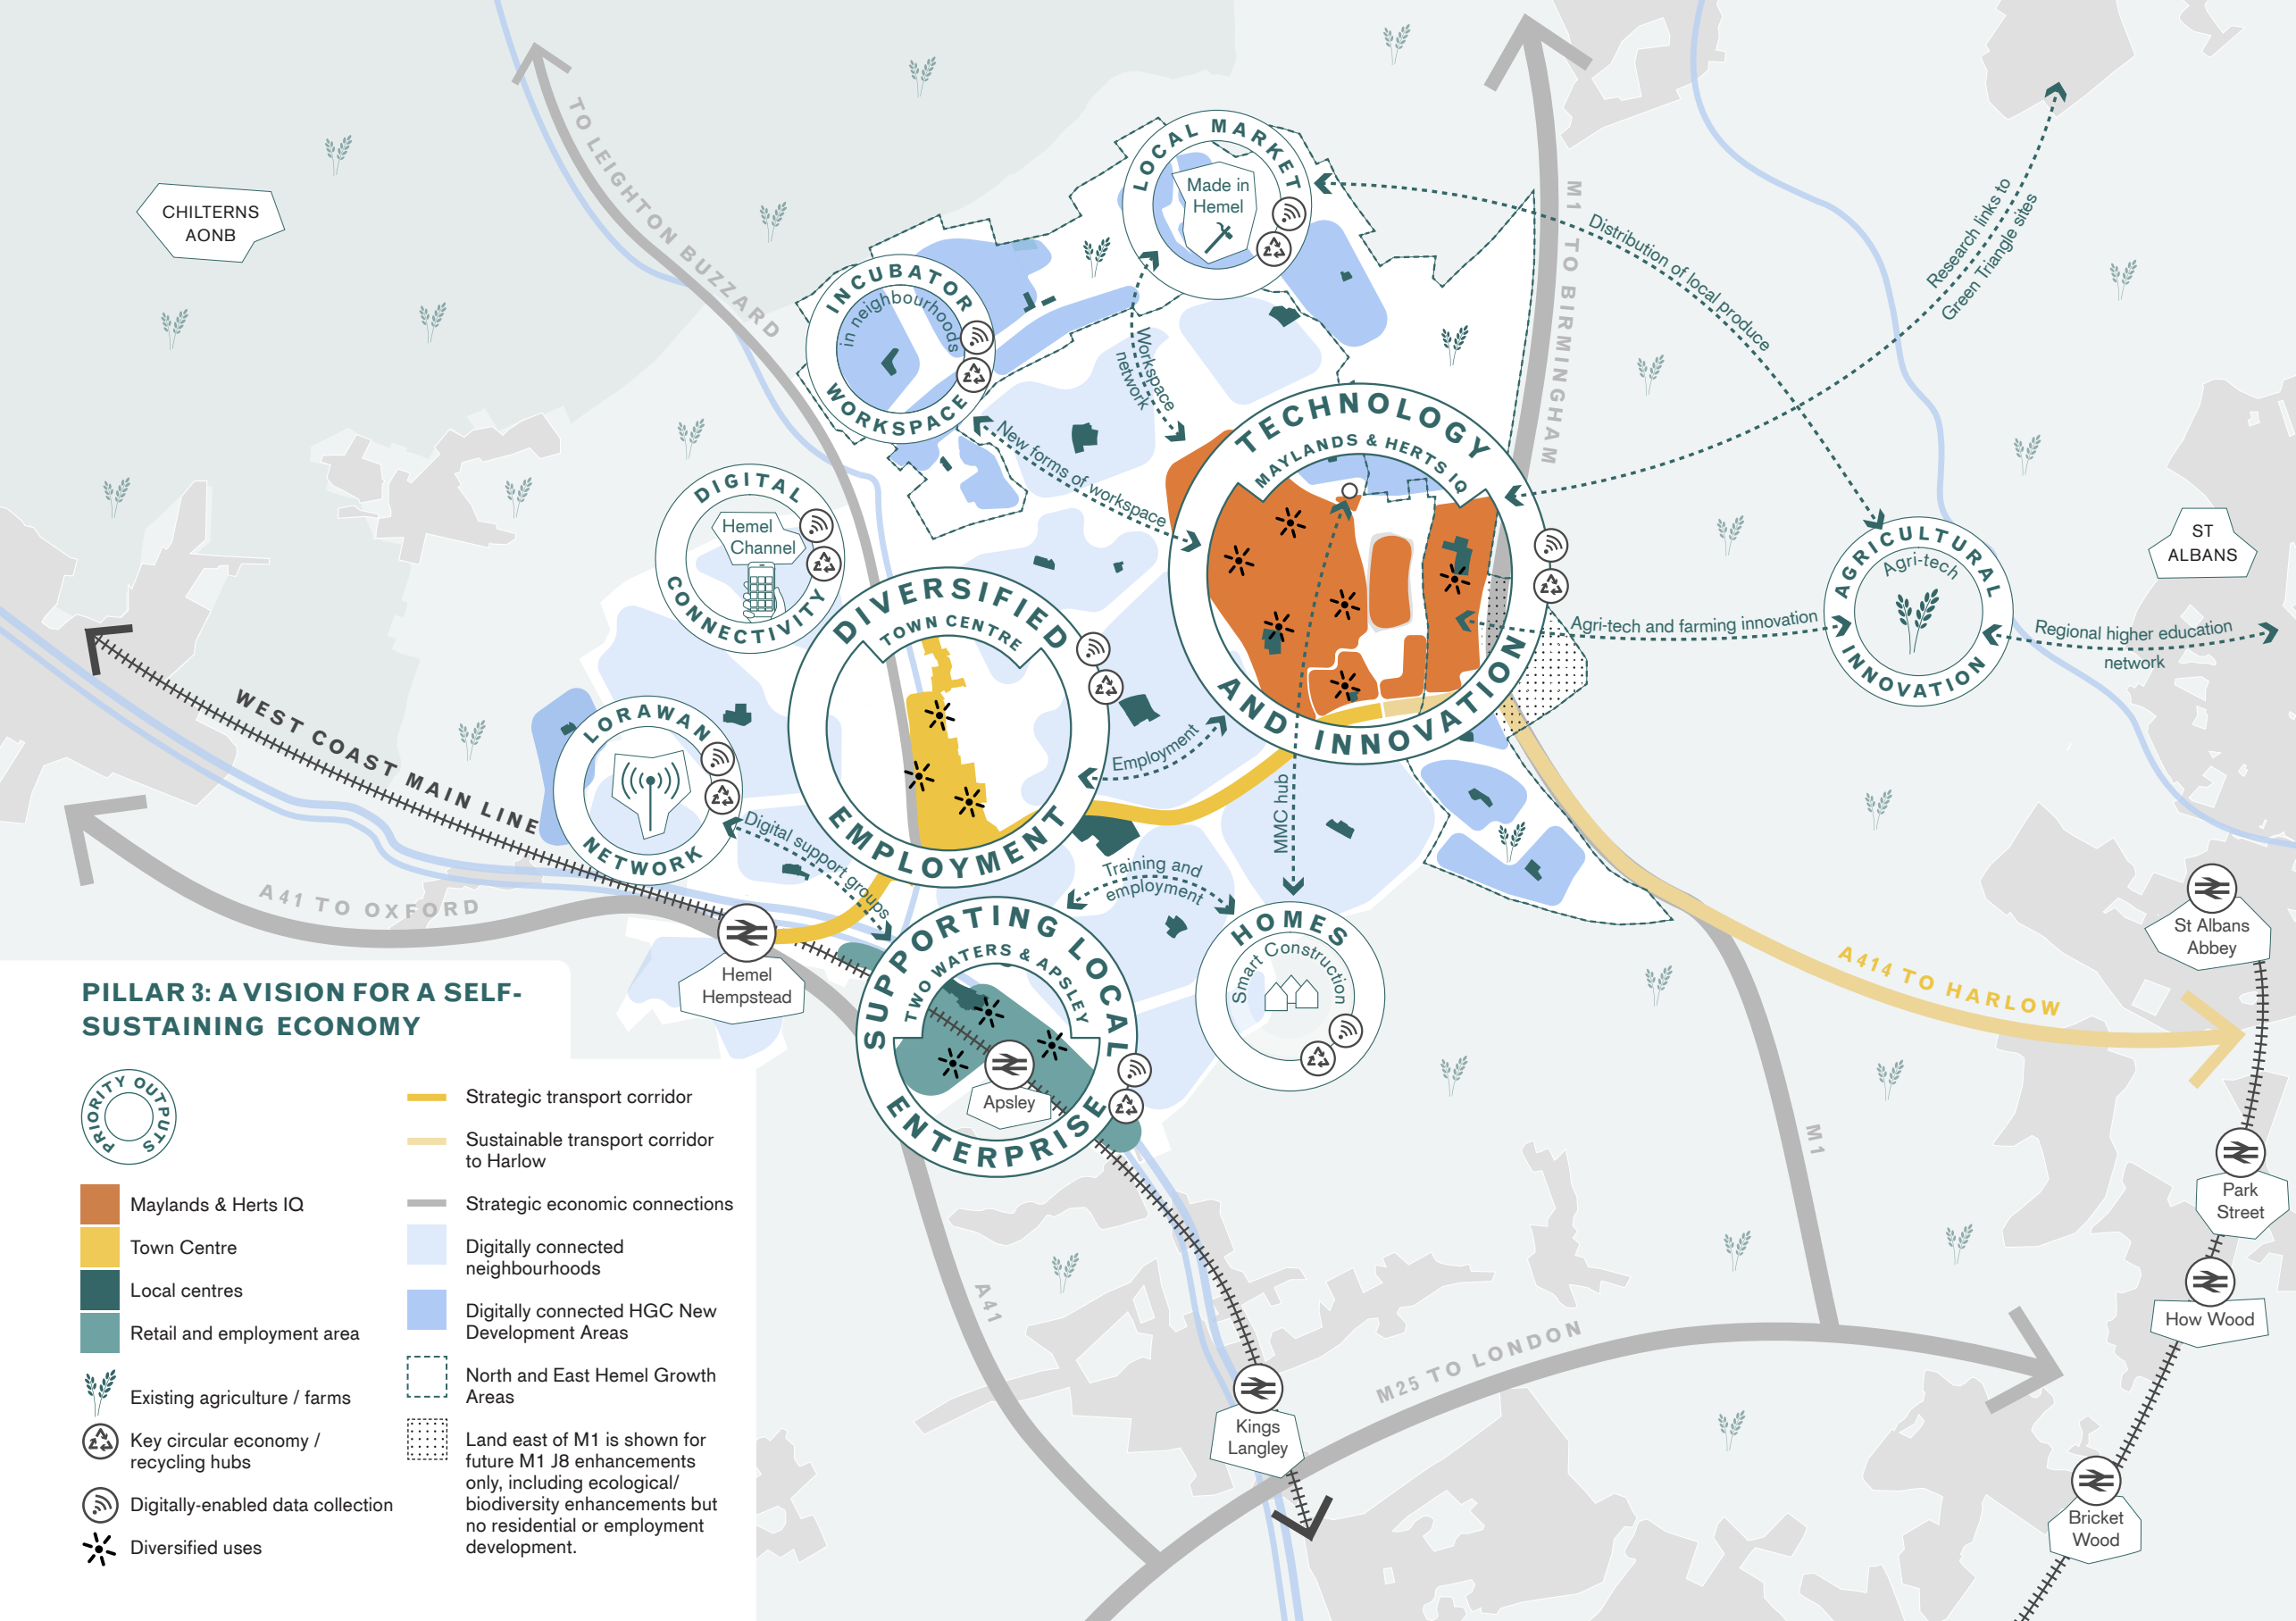 TO LEIGHTON BUZZARD
M1 TO BIRMINGHAM
CHILTERNS
AONB
LOCAL MARKET
Made in
Hemel
INCUBATOR
in neighbourhoods
WORKSPACE
Workspace
network
New forms of workspace
Distribution of local produce
Research links to
Green Triangle sites
TECHNOLOGY
MAYLANDS & HERTS IQ
AND INNOVATION
DIGITAL
Hemel
Channel
CONNECTIVITY
DIVERSIFIED
TOWN CENTRE
EMPLOYMENT
AGRICULTURAL
Agri-tech
INNOVATION
ST
ALBANS
Agri-tech and farming innovation
Regional higher education
network
LORAWAN
NETWORK
WEST COAST MAIN LINE
A41 TO OXFORD
Employment
MMC hub
Digital support groups
Training and
employment
SUPPORTING LOCAL
TWO WATERS & APSLEY
Apsley
ENTERPRISE
HOMES
Smart Construction
Hemel
Hempstead
St Albans
Abbey
A414 TO HARLOW
M1
Park
Street
How Wood
A41
M25 TO LONDON
Kings
Langley
Bricket
Wood
PILLAR 3: A VISION FOR A SELF-
SUSTAINING ECONOMY
PRIORITY OUTPUTS
Maylands & Herts IQ
Town Centre
Local centres
Retail and employment area
Existing agriculture / farms
Key circular economy /
recycling hubs
Digitally-enabled data collection
Diversified uses
Strategic transport corridor
Sustainable transport corridor
to Harlow
Strategic economic connections
Digitally connected
neighbourhoods
Digitally connected HGC New
Development Areas
North and East Hemel Growth
Areas
Land east of M1 is shown for
future M1 J8 enhancements
only, including ecological/
biodiversity enhancements but
no residential or employment
development.